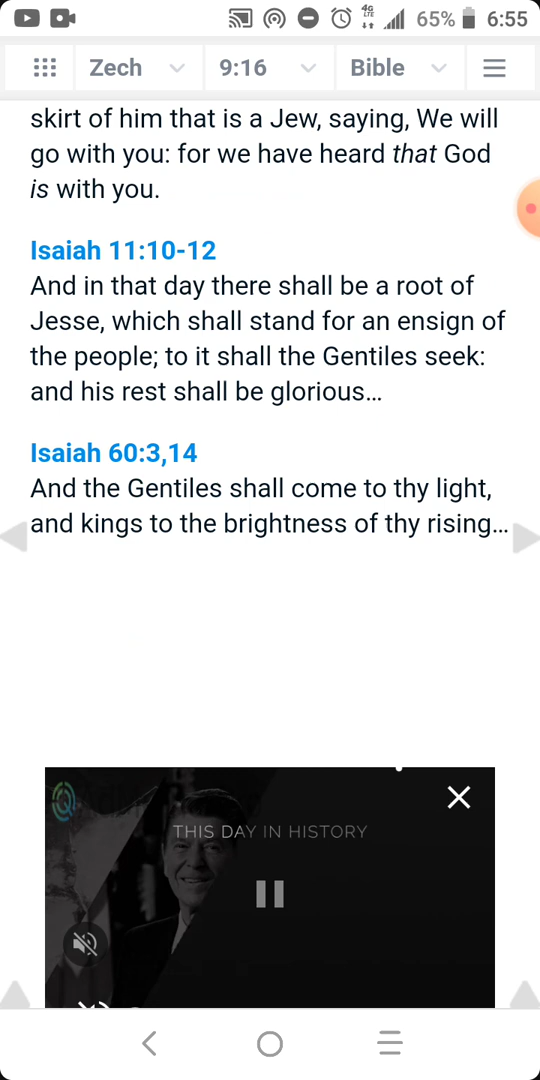 4G
LTE
65%
6:55
Zech
9:16
Bible
skirt of him that is a Jew, saying, We will
go with you: for we have heard that God
is with you.
Isaiah 11:10-12
And in that day there shall be a root of
Jesse, which shall stand for an ensign of
the people; to it shall the Gentiles seek:
and his rest shall be glorious...
Isaiah 60:3,14
And the Gentiles shall come to thy light,
and kings to the brightness of thy rising...
THIS DAY IN HISTORY